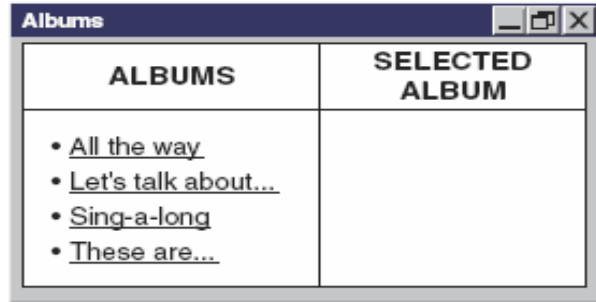 Albums
ALBUMS
SELECTED
ALBUM
• All the way
• Let's talk about...
• Sing-a-long
• These are...